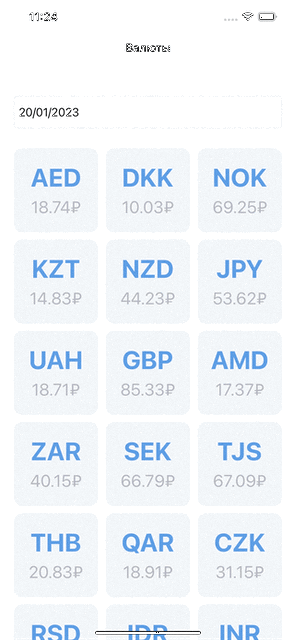 11:24
Валюты
20/01/2023
AED DKK NOK
18.74₽ 10.03₽ 69.25₽
KZT NZD JPY
14.83₽ 44.23₽ 53.62₽
UAH GBP AMD
18.71₽ 85.33₽ 17.37₽
ZAR SEK TJS
40.15₽ 66.79₽ 67.09₽
THB QAR CZK
20.83₽ 18.91₽ 31.15₽
RSD IDR INR